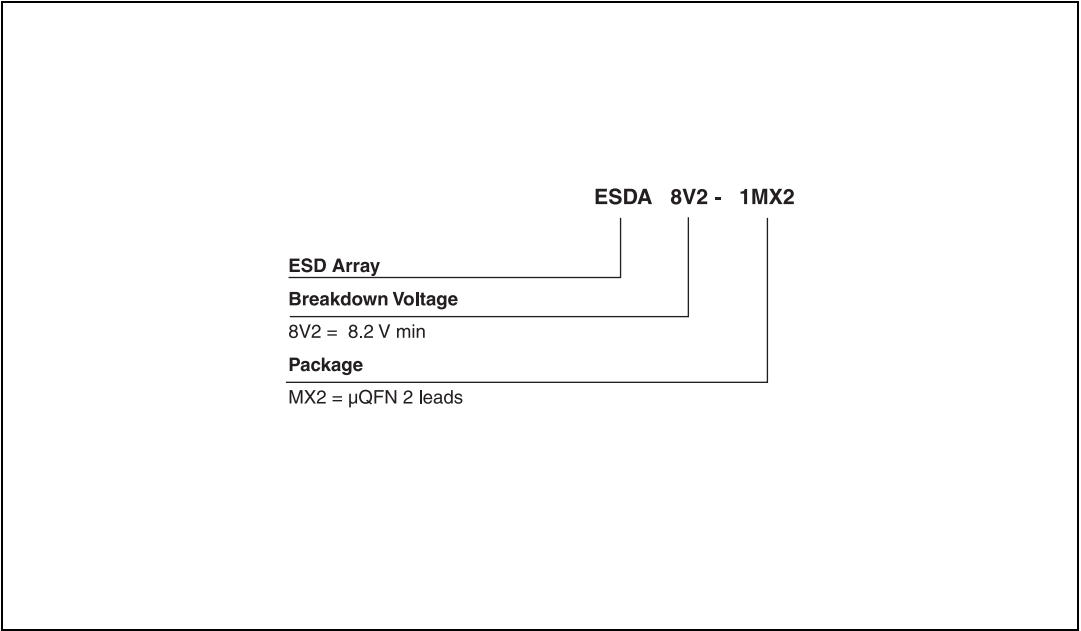 ESDA 8V2 - 1MX2
ESD Array
Breakdown Voltage
8V2 = 8.2 V min
Package
MX2 = µQFN 2 leads